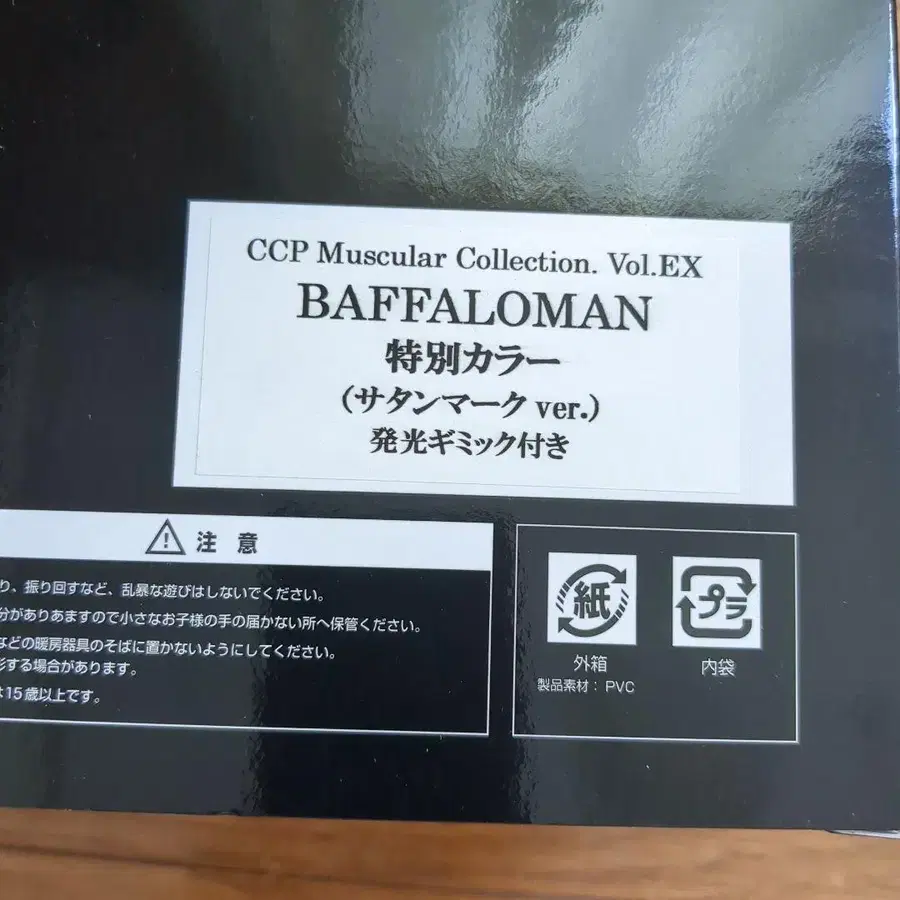 CCP Muscular Collection. Vol.EX
BAFFALOMAN
特別カラー
(サタンマーク ver.)
発光ギミック付き
注 意
り、振り回すなど、乱暴な遊びはしないでください。
分がありあますので小さなお子様の手の届かない所へ保管ください。
などの暖房器具のそばに置かないようにしてください。
形する場合があります。
は15歳以上です。
紙
外箱
製品素材：PVC
プラ
内袋